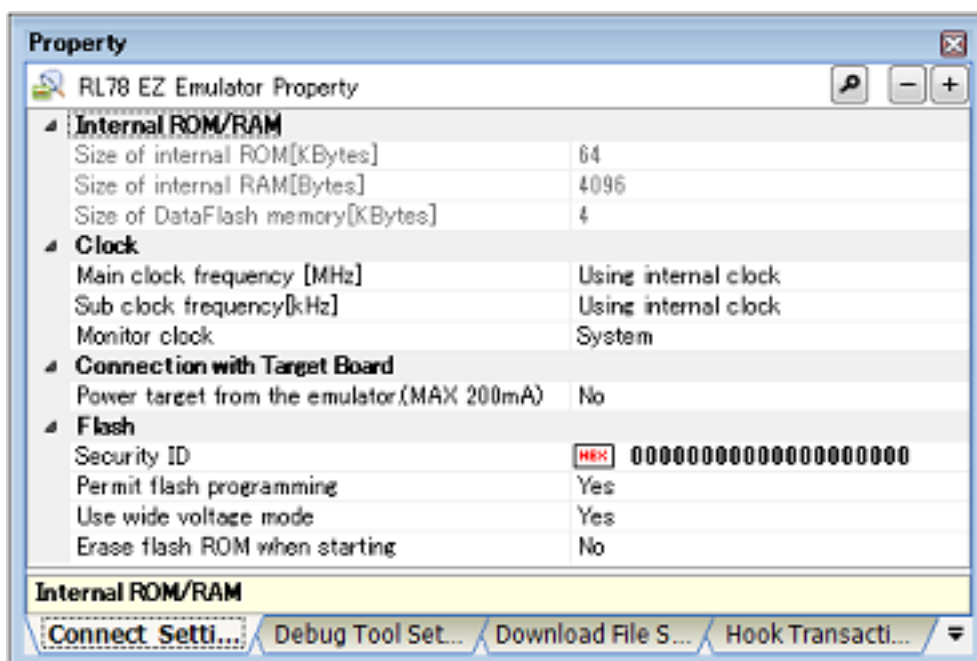 Property
RL78 EZ Emulator Property
Internal ROM/RAM
Size of internal ROM[KBytes] 64
Size of internal RAM[Bytes] 4096
Size of DataFlash memory[KBytes] 4
Clock
Main clock frequency [MHz] Using internal clock
Sub clock frequency[kHz] Using internal clock
Monitor clock System
Connection with Target Board
Power target from the emulator.(MAX 200mA) No
Flash
Security ID HEX 00000000000000000000
Permit flash programming Yes
Use wide voltage mode Yes
Erase flash ROM when starting No
Internal ROM/RAM
Connect Setti... Debug Tool Set... Download File S... Hook Transacti...